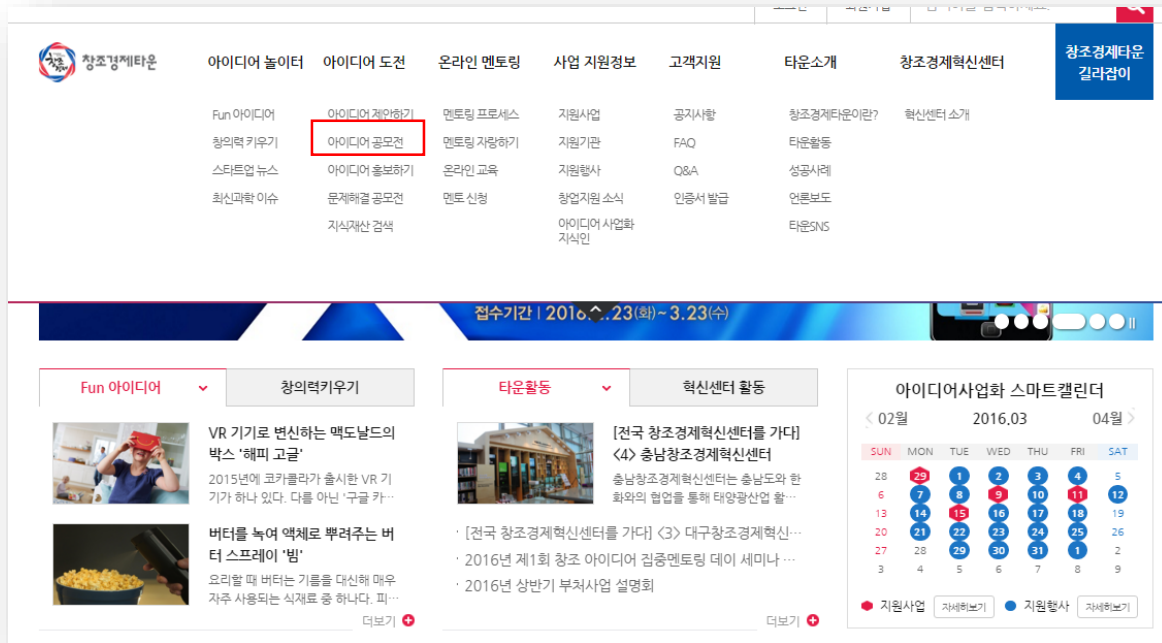 창조경제타운
아이디어 놀이터 아이디어 도전 온라인 멘토링 사업 지원정보 고객지원 타운소개 창조경제혁신센터
창조경제타운
길라잡이
Fun 아이디어 아이디어 제안하기 멘토링 프로세스 지원사업 공지사항 창조경제타운이란? 혁신센터 소개
창의력 키우기 아이디어 공모전 멘토링 자랑하기 지원기관 FAQ 타운활동
스타트업 뉴스 아이디어 홍보하기 온라인 교육 지원행사 Q&A 성공사례
최신과학 이슈 문제해결 공모전 멘토 신청 창업지원 소식 인증서 발급 언론보도
지식재산 검색 아이디어 사업화 지식인 타운SNS
접수기간 | 2016. .23(화) ~ 3.23(수)
Fun 아이디어 창의력키우기
VR 기기로 변신하는 맥도날드의
박스 '해피 고글'
2015년에 코카콜라가 출시한 VR 기
기가 하나 있다. 다름 아닌 '구글 카…
버터를 녹여 액체로 뿌려주는 버
터 스프레이 '빔'
요리할 때 버터는 기름을 대신해 매우
자주 사용되는 식재료 중 하나다. 피…
더보기
타운활동 혁신센터 활동
[전국 창조경제혁신센터를 가다]
<4> 충남창조경제혁신센터
충남창조경제혁신센터는 충남도와 한
화와의 협업을 통해 태양광산업 활…
· [전국 창조경제혁신센터를 가다] <3> 대구창조경제혁신…
· 2016년 제1회 창조 아이디어 집중멘토링 데이 세미나 …
· 2016년 상반기 부처사업 설명회
더보기
아이디어사업화 스마트캘린더
02월 2016.03 04월
SUN MON TUE WED THU FRI SAT
28 29 1 2 3 4 5
6 7 8 9 10 11 12
13 14 15 16 17 18 19
20 21 22 23 24 25 26
27 28 29 30 31 1 2
3 4 5 6 7 8 9
지원사업 자세히보기 지원행사 자세히보기